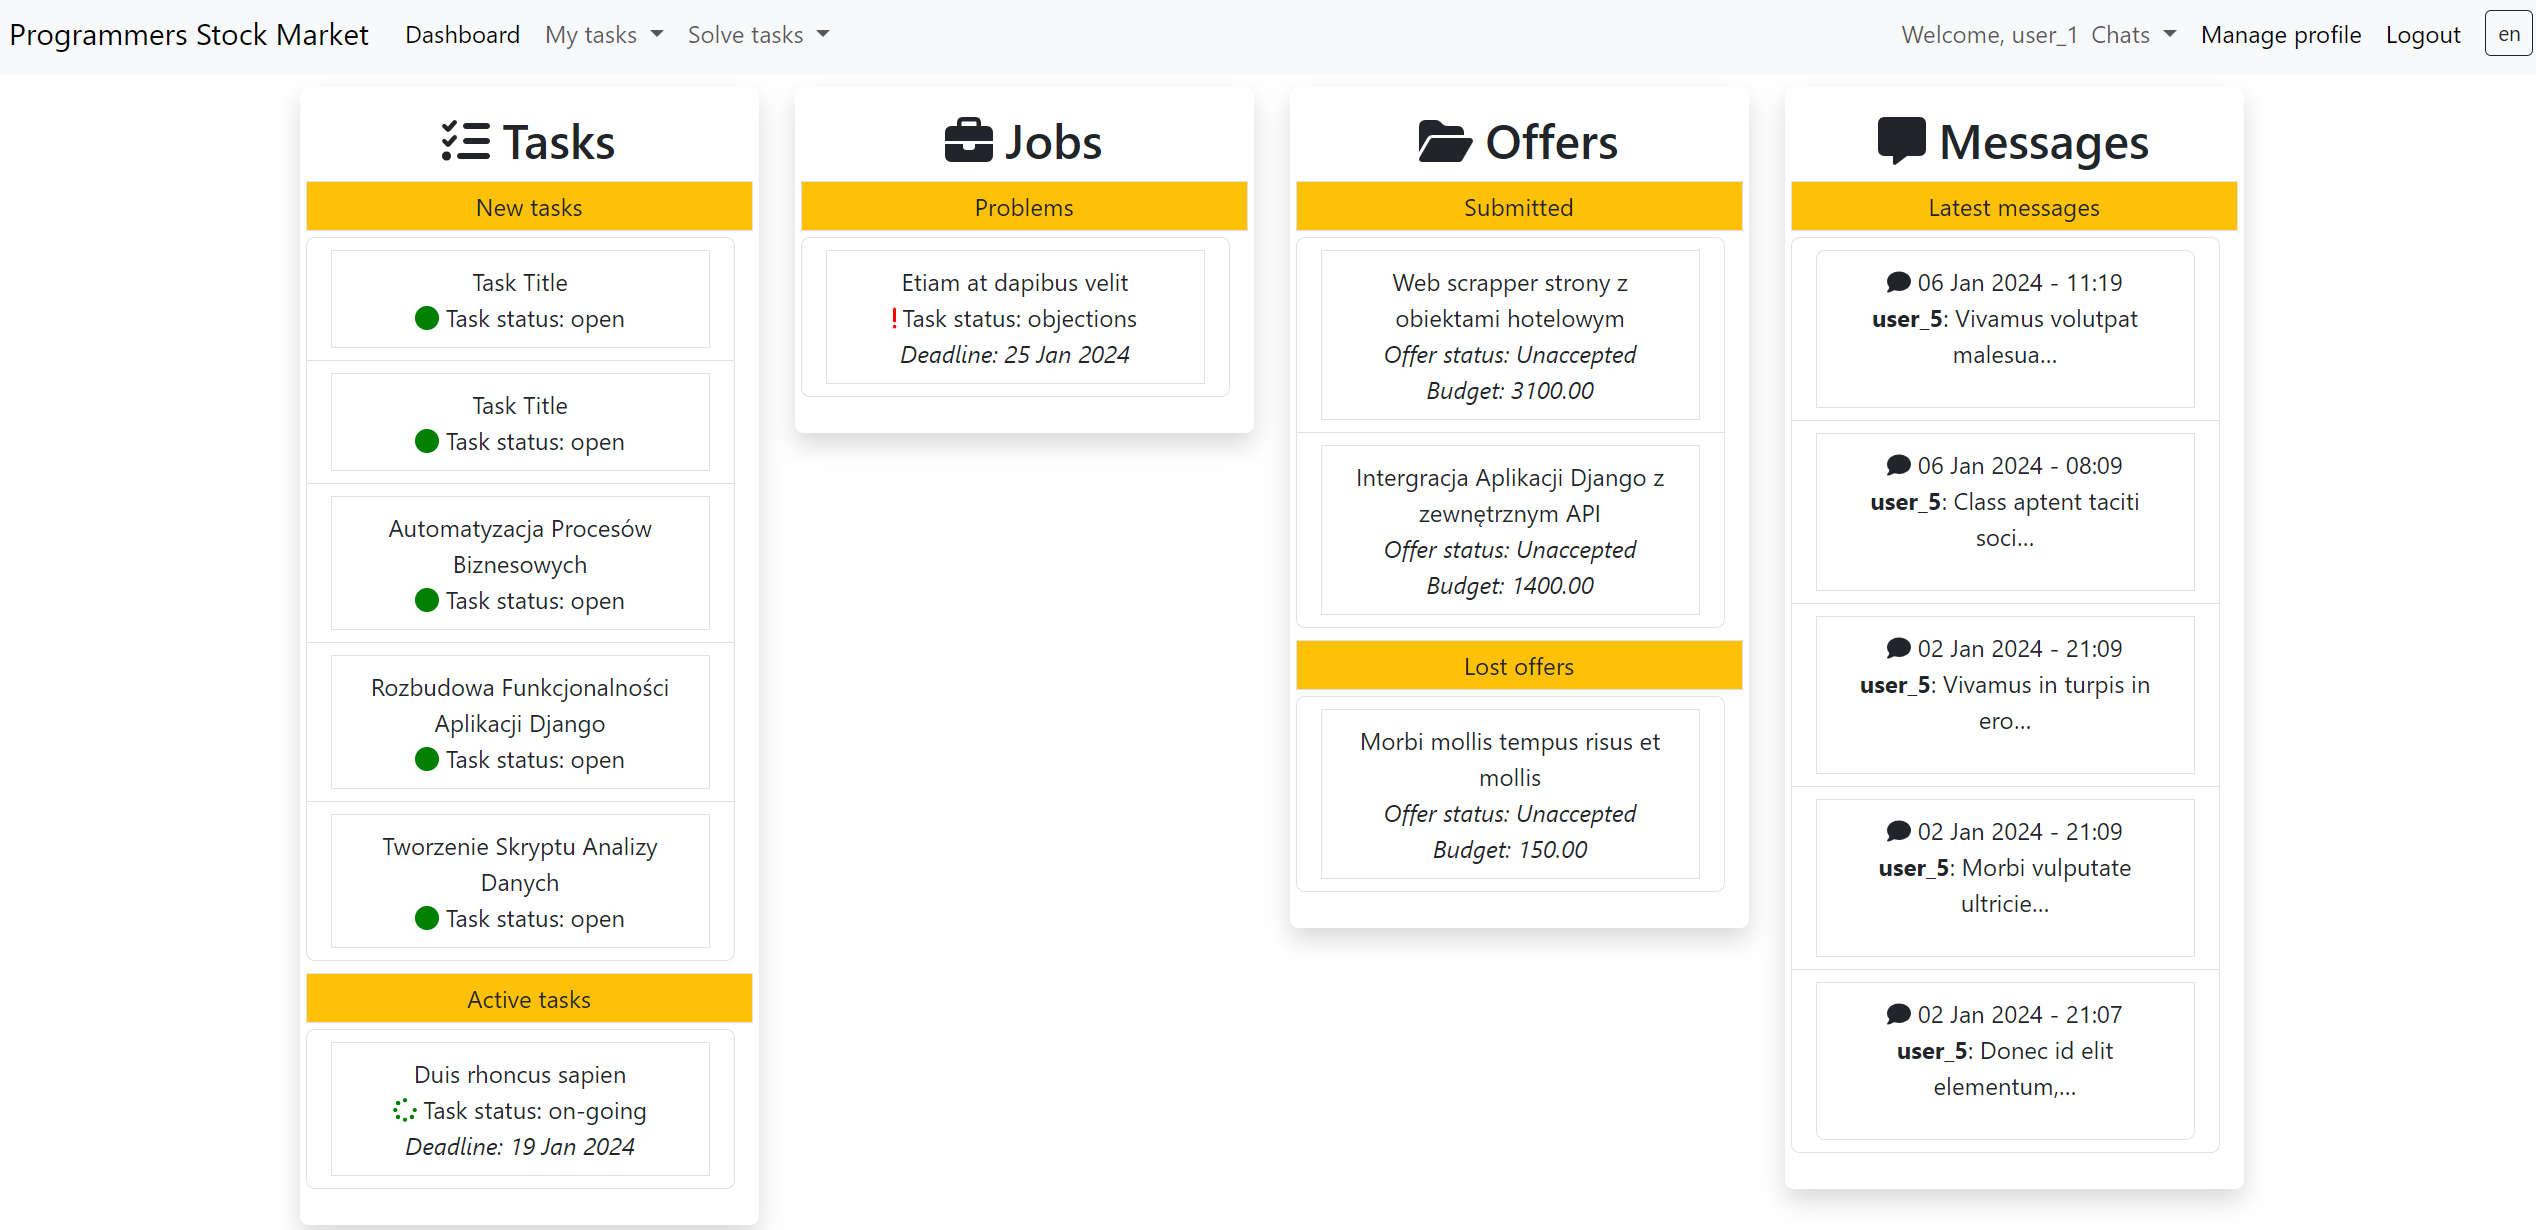 Programmers Stock Market Dashboard My tasks Solve tasks Welcome, user_1 Chats Manage profile Logout en
Tasks
New tasks
Task Title
Task status: open
Task Title
Task status: open
Automatyzacja Procesów
Biznesowych
Task status: open
Rozbudowa Funkcjonalności
Aplikacji Django
Task status: open
Tworzenie Skryptu Analizy
Danych
Task status: open
Active tasks
Duis rhoncus sapien
Task status: on-going
Deadline: 19 Jan 2024
Jobs
Problems
Etiam at dapibus velit
Task status: objections
Deadline: 25 Jan 2024
Offers
Submitted
Web scrapper strony z
obiektami hotelowym
Offer status: Unaccepted
Budget: 3100.00
Intergracja Aplikacji Django z
zewnętrznym API
Offer status: Unaccepted
Budget: 1400.00
Lost offers
Morbi mollis tempus risus et
mollis
Offer status: Unaccepted
Budget: 150.00
Messages
Latest messages
06 Jan 2024 - 11:19
user_5: Vivamus volutpat
malesua...
06 Jan 2024 - 08:09
user_5: Class aptent taciti
soci...
02 Jan 2024 - 21:09
user_5: Vivamus in turpis in
ero...
02 Jan 2024 - 21:09
user_5: Morbi vulputate
ultricie...
02 Jan 2024 - 21:07
user_5: Donec id elit
elementum,...